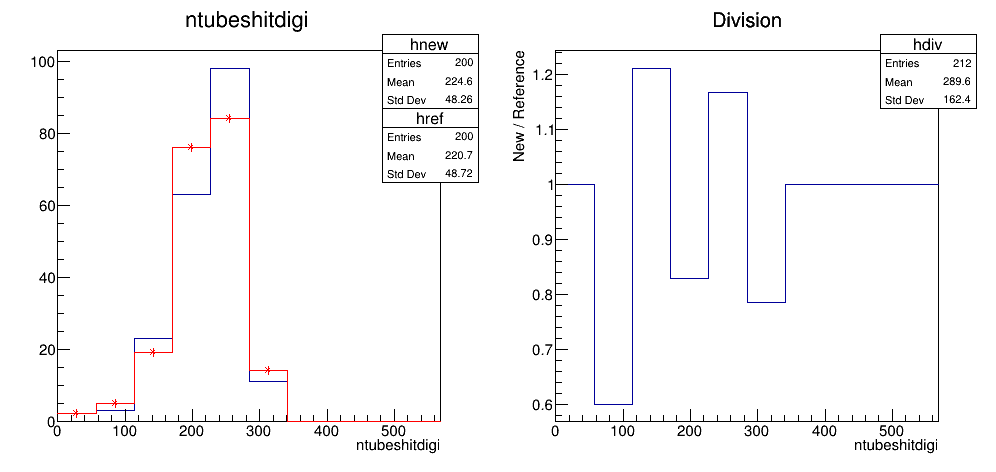 ntubeshitdigi
hnew
Entries 200
Mean 224.6
Std Dev 48.26
href
Entries 200
Mean 220.7
Std Dev 48.72
100
80
60
40
20
0
0 100 200 300 400 500
ntubeshitdigi
Division
hdiv
Entries 212
Mean 289.6
Std Dev 162.4
New / Reference
1.2
1.1
1
0.9
0.8
0.7
0.6
0 100 200 300 400 500
ntubeshitdigi